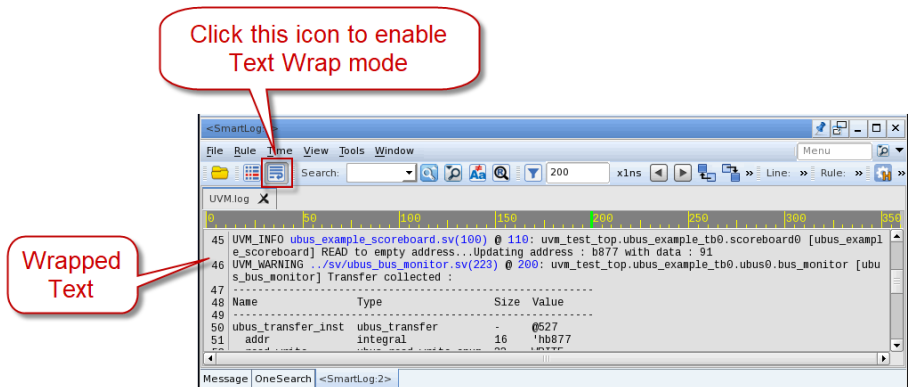 Click this icon to enable
Text Wrap mode
<SmartLog:2>
File Rule Time View Tools Window Menu
Search: 200 x1ns Line: » Rule: » »
UVM.log
0 50 100 150 200 250 300 350
45 UVM_INFO ubus_example_scoreboard.sv(100) @ 110: uvm_test_top.ubus_example_tb0.scoreboard0 [ubus_exampl
e_scoreboard] READ to empty address...Updating address : b877 with data : 91
Wrapped
Text
46 UVM_WARNING ../sv/ubus_bus_monitor.sv(223) @ 200: uvm_test_top.ubus_example_tb0.ubus0.bus_monitor [ubu
s_bus_monitor] Transfer collected :
47 ----------------------------------------------------------
48 Name Type Size Value
49 ----------------------------------------------------------
50 ubus_transfer_inst ubus_transfer - @527
51 addr integral 16 'hb877
Message OneSearch <SmartLog:2>